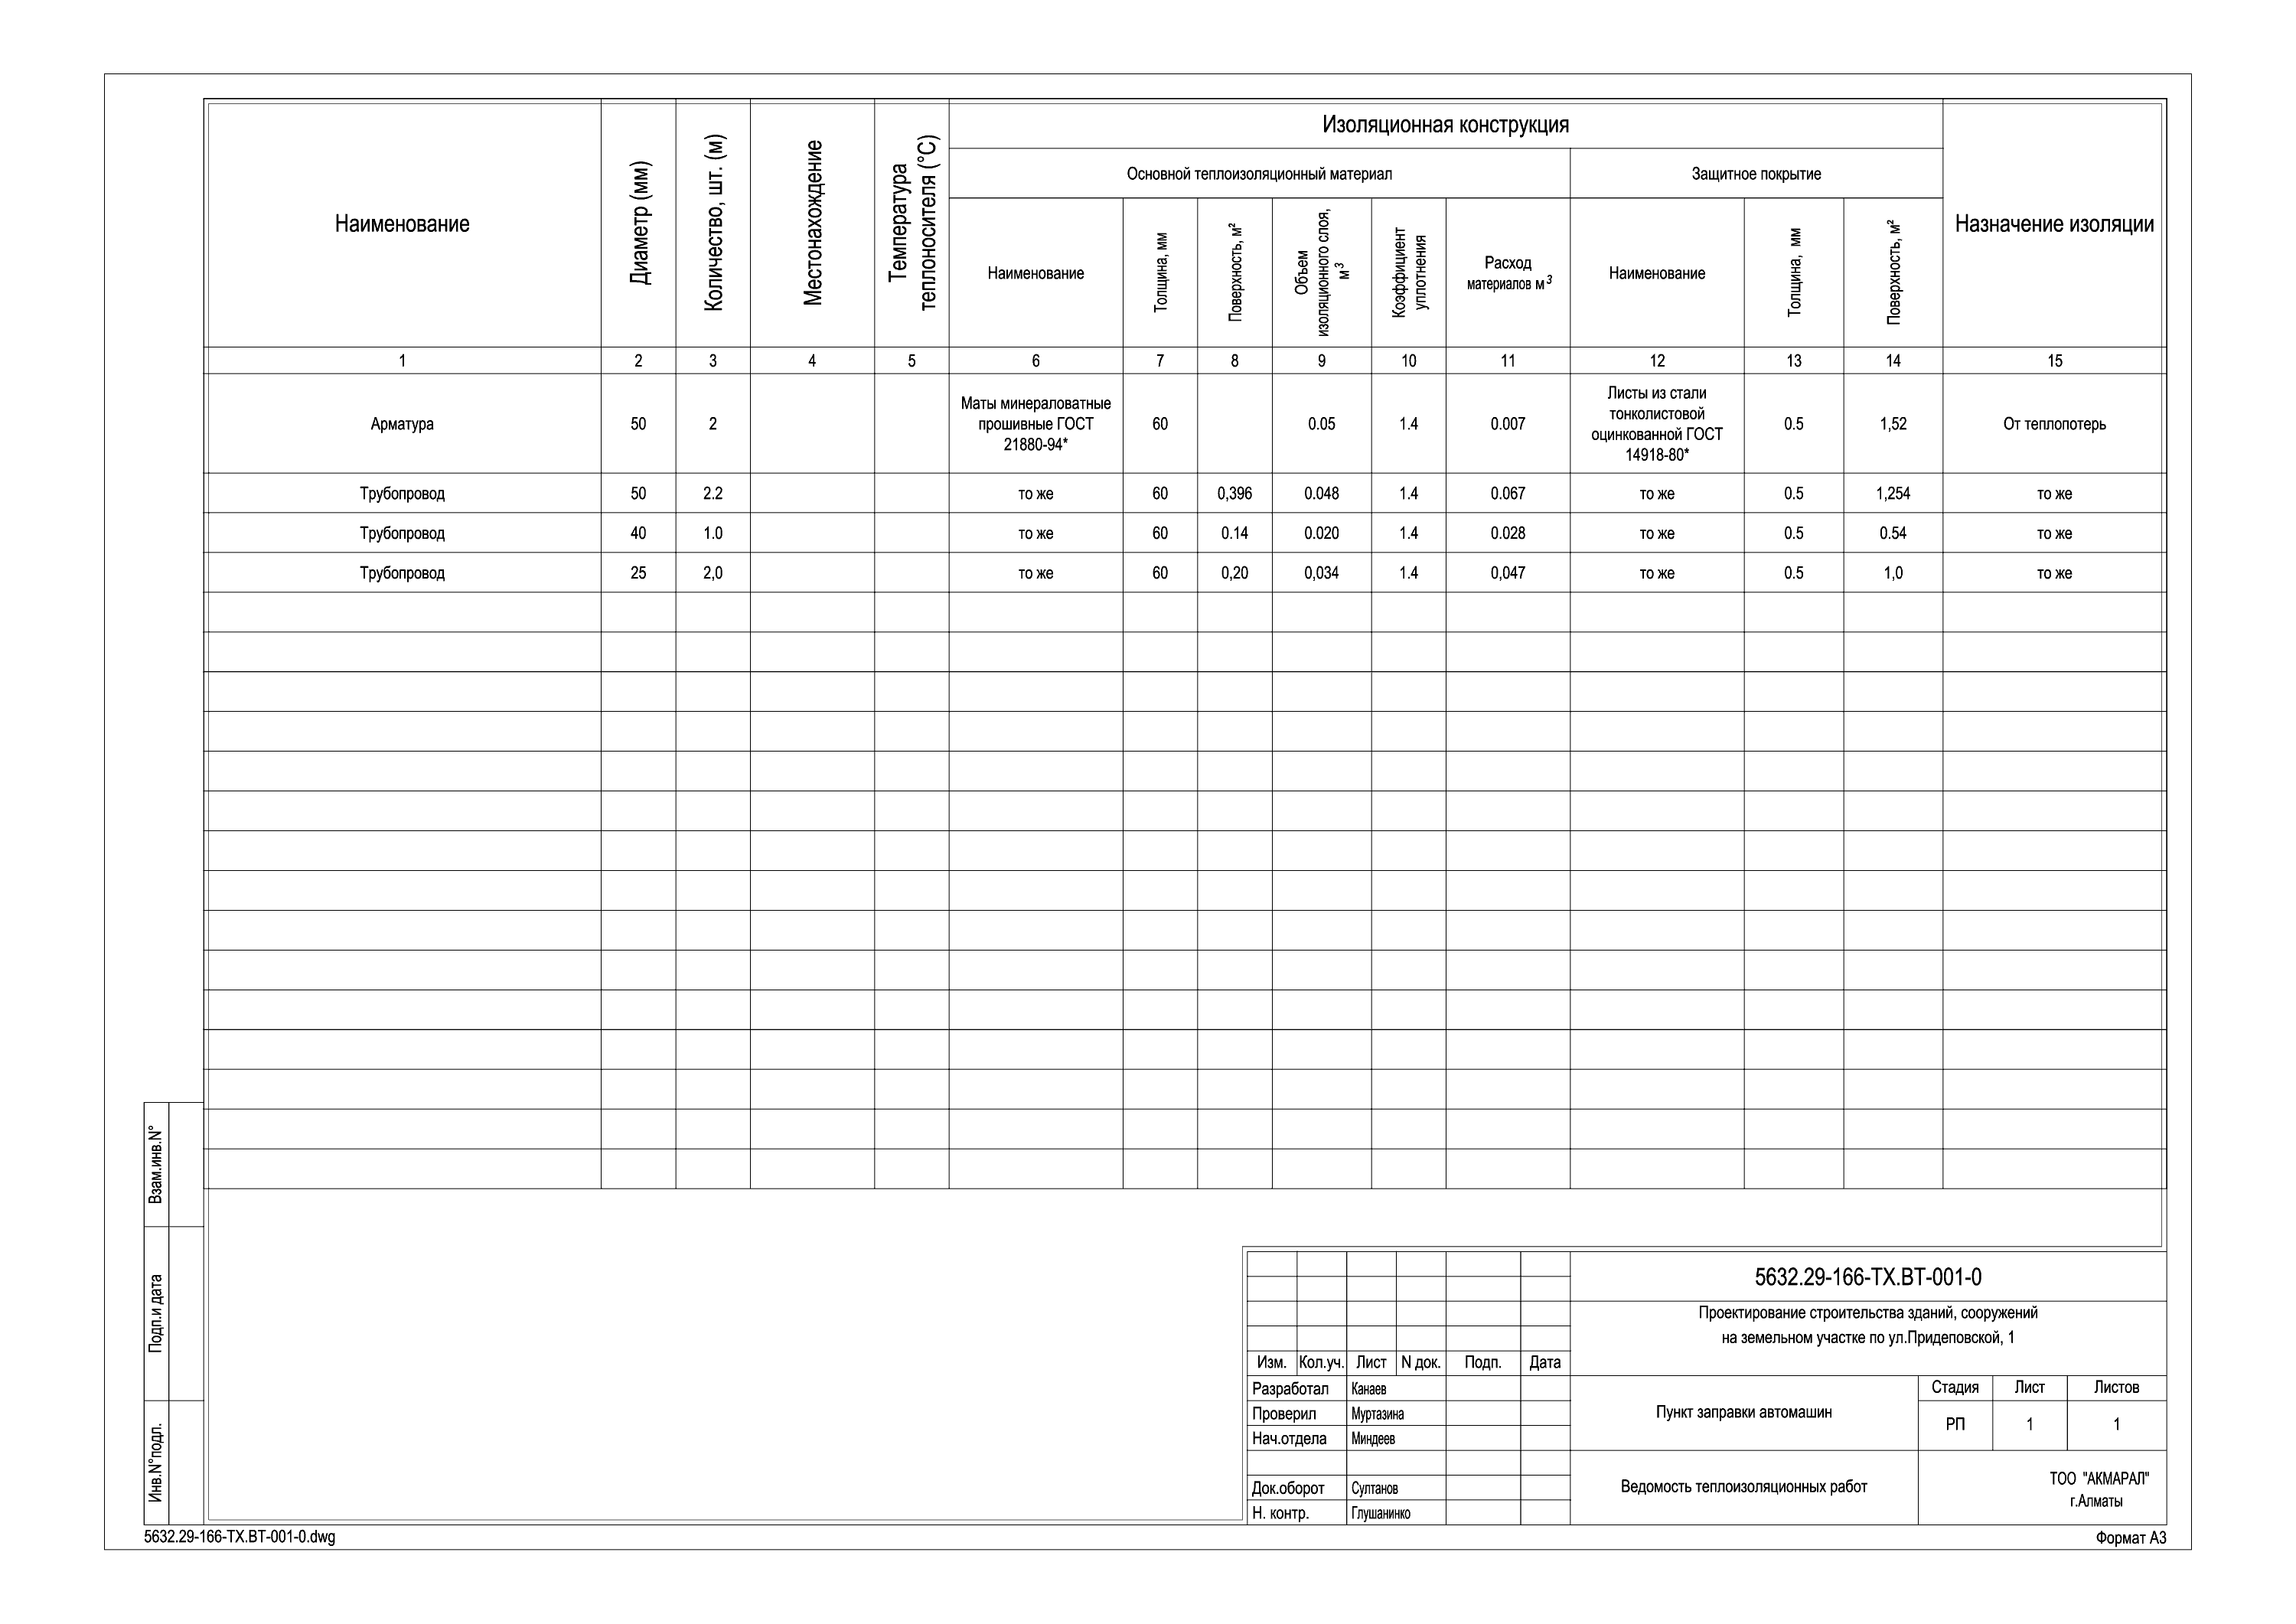 Наименование
Диаметр (мм)
Количество, шт. (м)
Местонахождение
Температура
теплоносителя (°С)
Изоляционная конструкция
Основной теплоизоляционный материал
Защитное покрытие
Наименование
Толщина, мм
Поверхность, м²
Объем
изоляционного слоя,
м³
Коэффициент
уплотнения
Расход
материалов м³
Наименование
Толщина, мм
Поверхность, м²
Назначение изоляции
1 2 3 4 5 6 7 8 9 10 11 12 13 14 15
Арматура 50 2 Маты минераловатные прошивные ГОСТ 21880-94* 60 0.05 1.4 0.007 Листы из стали тонколистовой оцинкованной ГОСТ 14918-80* 0.5 1,52 От теплопотерь
Трубопровод 50 2.2 то же 60 0,396 0.048 1.4 0.067 то же 0.5 1,254 то же
Трубопровод 40 1.0 то же 60 0.14 0.020 1.4 0.028 то же 0.5 0.54 то же
Трубопровод 25 2,0 то же 60 0,20 0,034 1.4 0,047 то же 0.5 1,0 то же
Взам.инв.N°
Подп.и дата
Инв.N°подл.
5632.29-166-ТХ.ВТ-001-0
Проектирование строительства зданий, сооружений
на земельном участке по ул.Придеповской, 1
Изм. Кол.уч. Лист N док. Подп. Дата
Разработал Канаев
Проверил Муртазина
Нач.отдела Миндеев
Док.оборот Султанов
Н. контр. Глушанинко
Пункт заправки автомашин
Стадия Лист Листов
РП 1 1
Ведомость теплоизоляционных работ
ТОО "АКМАРАЛ"
г.Алматы
5632.29-166-ТХ.ВТ-001-0.dwg
Формат А3